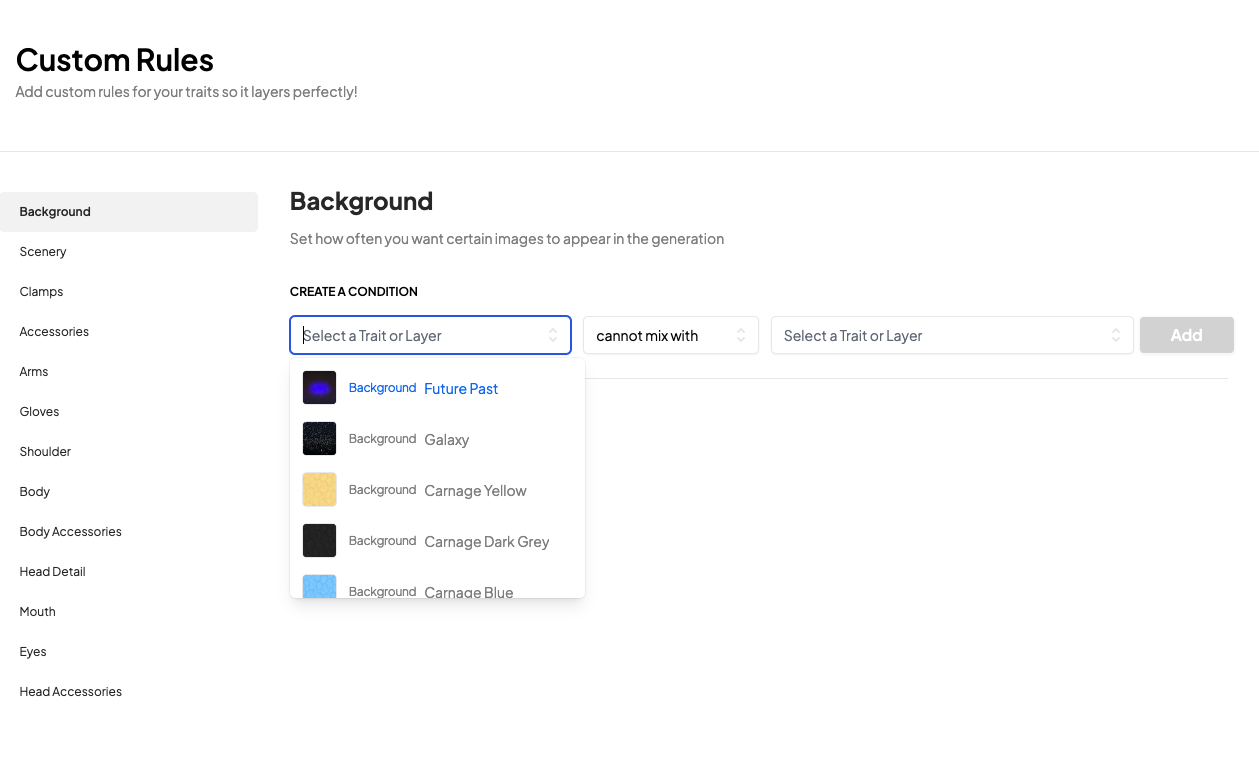 Custom Rules
Add custom rules for your traits so it layers perfectly!
Background
Scenery
Clamps
Accessories
Arms
Gloves
Shoulder
Body
Body Accessories
Head Detail
Mouth
Eyes
Head Accessories
Background
Set how often you want certain images to appear in the generation
CREATE A CONDITION
Select a Trait or Layer cannot mix with Select a Trait or Layer Add
Background Future Past
Background Galaxy
Background Carnage Yellow
Background Carnage Dark Grey
Background Carnage Blue